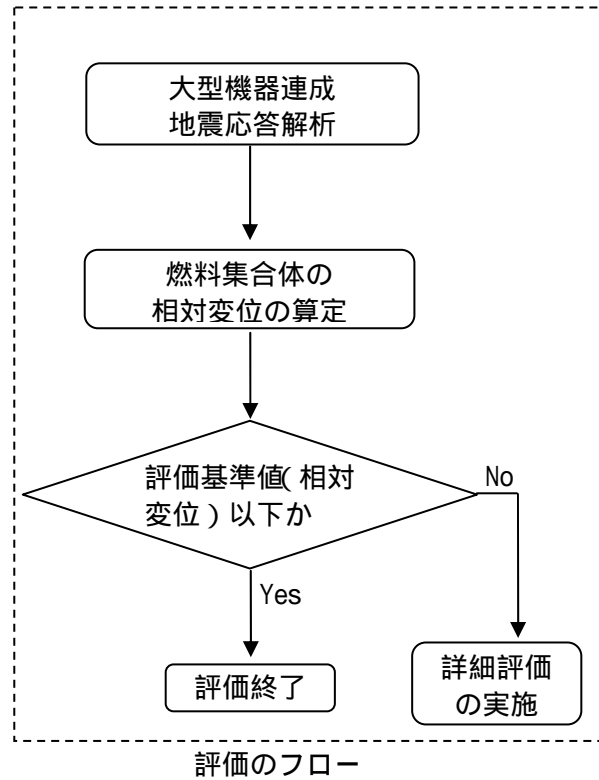 大型機器連成
地震応答解析
燃料集合体の
相対変位の算定
評価基準値(相対
変位)以下か
No
Yes
評価終了
詳細評価
の実施
評価のフロー